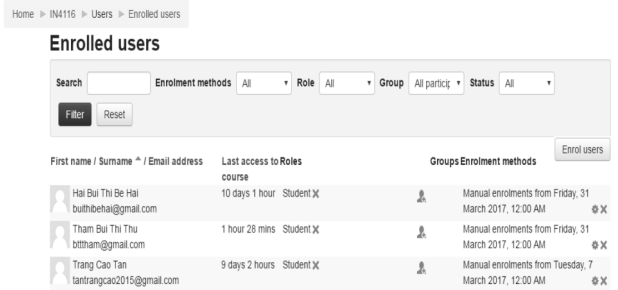 Home ▶ IN4116 ▶ Users ▶ Enrolled users
Enrolled users
Search Enrolment methods All Role All Group All particip Status All
Filter Reset
Enrol users
First name / Surname / Email address Last access to course Roles Groups Enrolment methods
Hai Bui Thi Be Hai 10 days 1 hour Student Manual enrolments from Friday, 31
buithibehai@gmail.com March 2017, 12:00 AM
Tham Bui Thi Thu 1 hour 28 mins Student Manual enrolments from Friday, 31
bttham@gmail.com March 2017, 12:00 AM
Trang Cao Tan 9 days 2 hours Student Manual enrolments from Tuesday, 7
tantrangcao2015@gmail.com March 2017, 12:00 AM